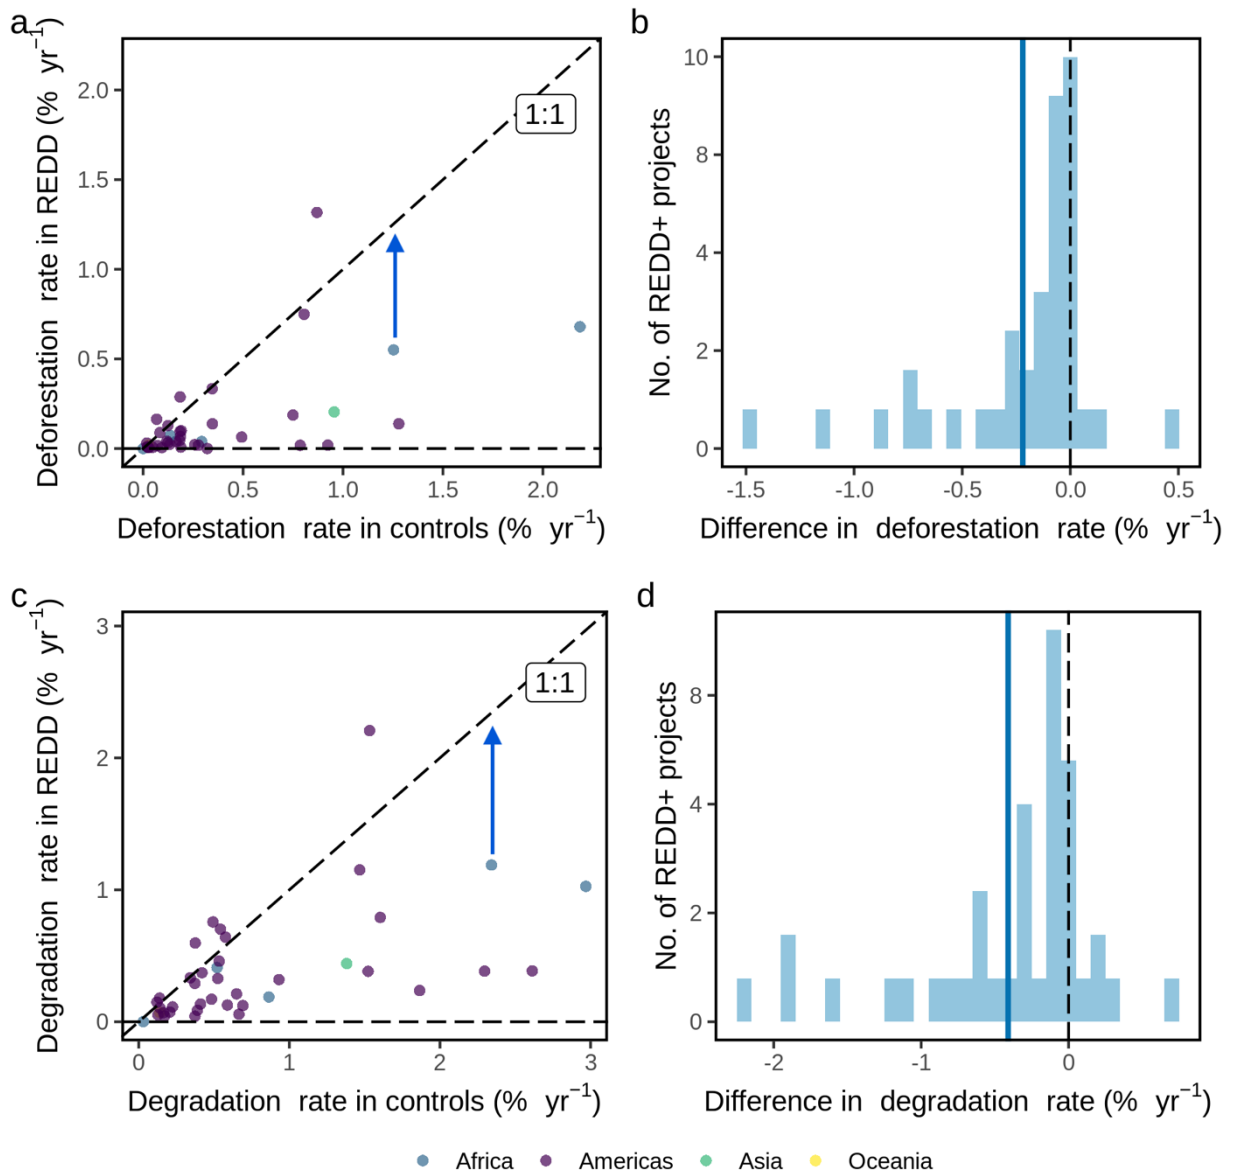 a
Deforestation rate in REDD (% yr−1)
2.0
1.5
1.0
0.5
0.0
1:1
0.0 0.5 1.0 1.5 2.0
Deforestation rate in controls (% yr−1)
b
No. of REDD+ projects
10
8
4
2
0
-1.5 -1.0 -0.5 0.0 0.5
Difference in deforestation rate (% yr−1)
c
Degradation rate in REDD (% yr−1)
3
2
1
0
1:1
0 1 2 3
Degradation rate in controls (% yr−1)
d
No. of REDD+ projects
8
4
2
0
-2 -1 0
Difference in degradation rate (% yr−1)
Africa Americas Asia Oceania